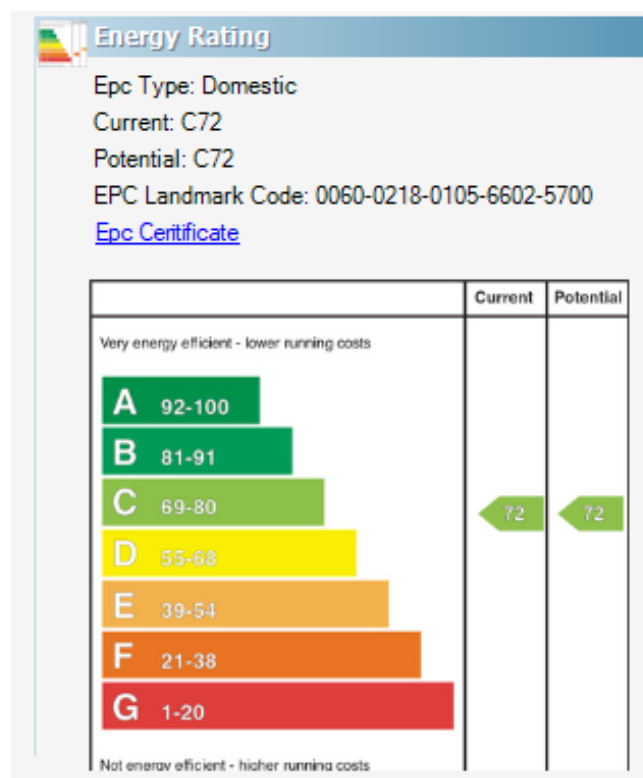 Energy Rating
Epc Type: Domestic
Current: C72
Potential: C72
EPC Landmark Code: 0060-0218-0105-6602-5700
Epc Ceritificate
Current Potential
Very energy efficient - lower running costs
A 92-100
B 81-91
C 69-80 72 72
D 55-68
E 39-54
F 21-38
G 1-20
Not energy efficient - higher running costs